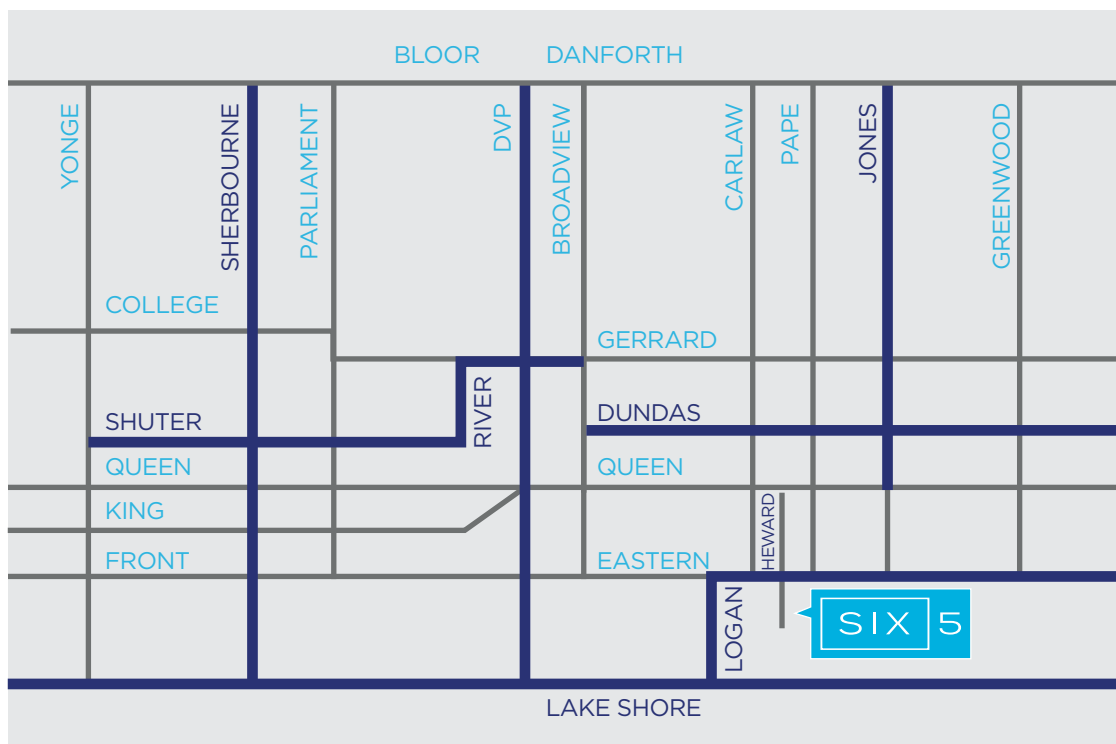 BLOOR DANFORTH
YONGE
SHERBOURNE
PARLIAMENT
DVP
BROADVIEW
CARLAW
PAPE
JONES
GREENWOOD
COLLEGE
GERRARD
RIVER
SHUTER
DUNDAS
QUEEN
QUEEN
KING
HEWARD
FRONT
EASTERN
LOGAN
SIX 5
LAKE SHORE